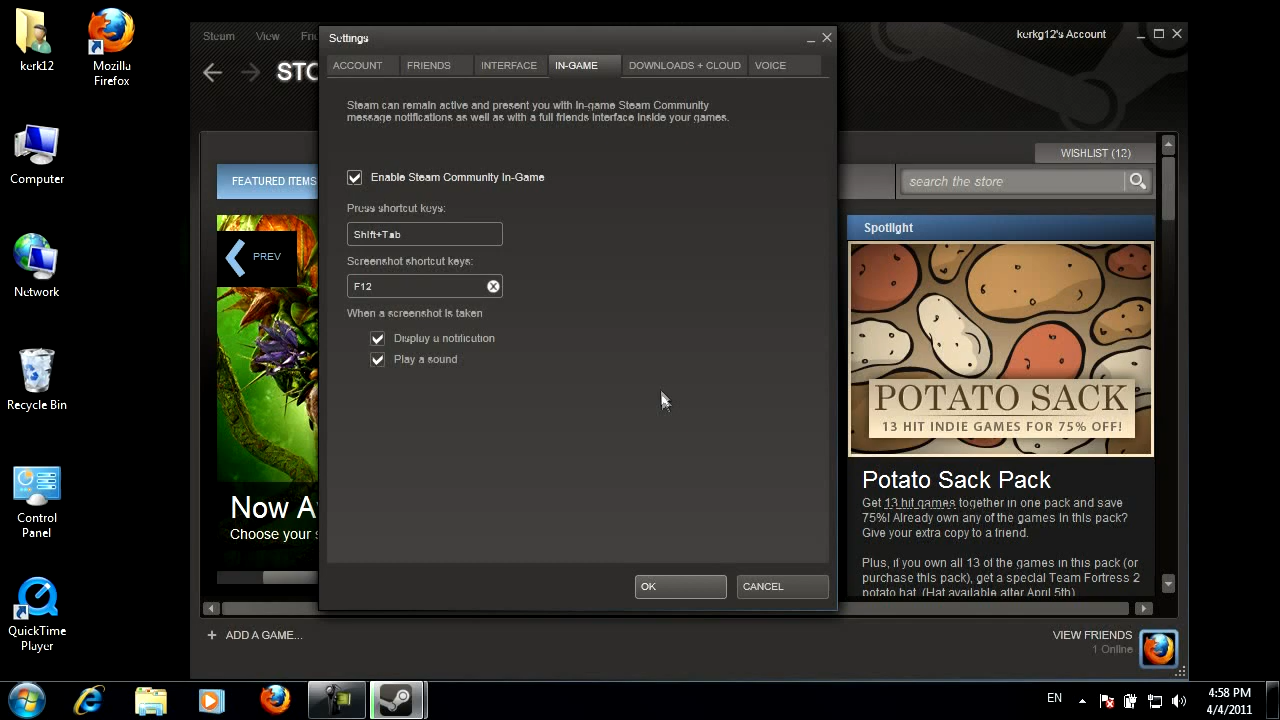 kerk12
Mozilla
Firefox
Computer
Network
Recycle Bin
Control
Panel
QuickTime
Player
Steam
View
kerkg12's Account
Settings
ACCOUNT
FRIENDS
INTERFACE
IN-GAME
DOWNLOADS + CLOUD
VOICE
Steam can remain active and present you with in-game Steam Community
message notifications as well as with a full friends interface inside your games.
Enable Steam Community In-Game
Press shortcut keys:
Shift+Tab
Screenshot shortcut keys:
F12
When a screenshot is taken
Display a notification
Play a sound
OK
CANCEL
WISHLIST (12)
FEATURED ITEMS
search the store
PREV
Now A
Choose your s
Spotlight
POTATO SACK
13 HIT INDIE GAMES FOR 75% OFF!
Potato Sack Pack
Get 13 hit games together in one pack and save
75%! Already own any of the games in this pack?
Give your extra copy to a friend.
Plus, if you own all 13 of the games in this pack (or
purchase this pack), get a special Team Fortress 2
potato hat. (Hat available after April 5th)
+ ADD A GAME...
VIEW FRIENDS
1 Online
EN
4:58 PM
4/4/2011